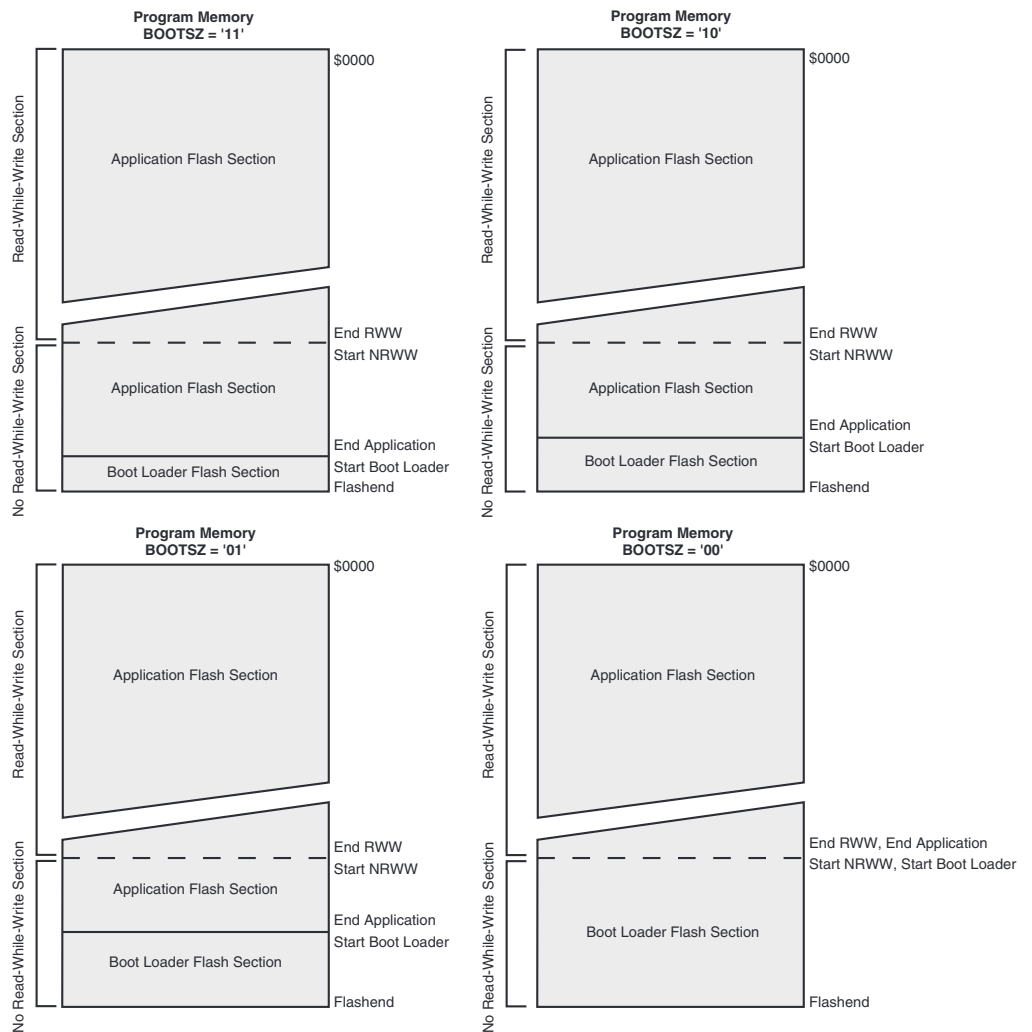 Program Memory
BOOTSZ = '11'
$0000
Read-While-Write Section
Application Flash Section
End RWW
Start NRWW
No Read-While-Write Section
Application Flash Section
End Application
Start Boot Loader
Boot Loader Flash Section
Flashend
Program Memory
BOOTSZ = '10'
$0000
Read-While-Write Section
Application Flash Section
End RWW
Start NRWW
No Read-While-Write Section
Application Flash Section
End Application
Start Boot Loader
Boot Loader Flash Section
Flashend
Program Memory
BOOTSZ = '01'
$0000
Read-While-Write Section
Application Flash Section
End RWW
Start NRWW
No Read-While-Write Section
Application Flash Section
End Application
Start Boot Loader
Boot Loader Flash Section
Flashend
Program Memory
BOOTSZ = '00'
$0000
Read-While-Write Section
Application Flash Section
End RWW, End Application
Start NRWW, Start Boot Loader
No Read-While-Write Section
Boot Loader Flash Section
Flashend